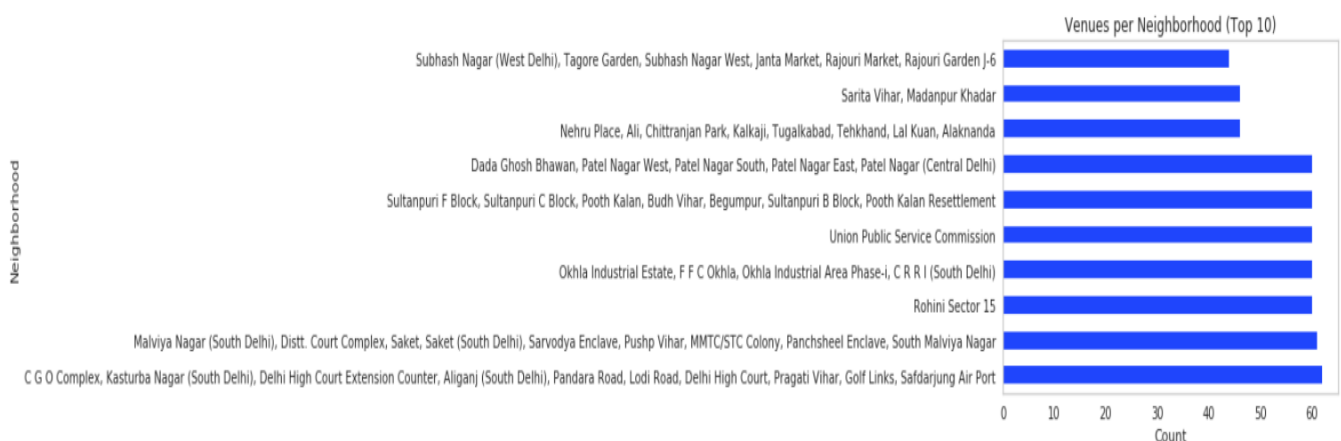 Venues per Neighborhood (Top 10)
Neighborhood
Subhash Nagar (West Delhi), Tagore Garden, Subhash Nagar West, Janta Market, Rajouri Market, Rajouri Garden J-6
Sarita Vihar, Madanpur Khadar
Nehru Place, Ali, Chittranjan Park, Kalkaji, Tugalkabad, Tehkhand, Lal Kuan, Alaknanda
Dada Ghosh Bhawan, Patel Nagar West, Patel Nagar South, Patel Nagar East, Patel Nagar (Central Delhi)
Sultanpuri F Block, Sultanpuri C Block, Pooth Kalan, Budh Vihar, Begumpur, Sultanpuri B Block, Pooth Kalan Resettlement
Union Public Service Commission
Okhla Industrial Estate, F F C Okhla, Okhla Industrial Area Phase-i, C R R I (South Delhi)
Rohini Sector 15
Malviya Nagar (South Delhi), Distt. Court Complex, Saket, Saket (South Delhi), Sarvodya Enclave, Pushp Vihar, MMTC/STC Colony, Panchsheel Enclave, South Malviya Nagar
C G O Complex, Kasturba Nagar (South Delhi), Delhi High Court Extension Counter, Aliganj (South Delhi), Pandara Road, Lodi Road, Delhi High Court, Pragati Vihar, Golf Links, Safdarjung Air Port
0 10 20 30 40 50 60
Count